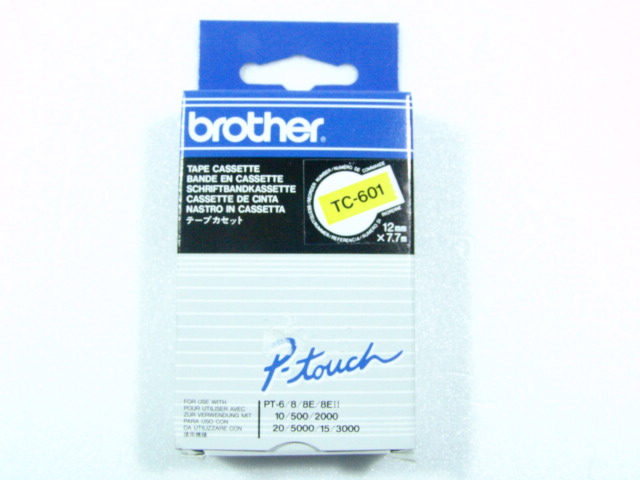 brother.
TAPE CASSETTE
BANDE EN CASSETTE
SCHRIFTBANDKASSETTE
CASSETTE DE CINTA
NASTRO IN CASSETTA
テープカセット
TC-601
12mm
×7.7m
P-touch
FOR USE WITH
POUR UTILISER AVEC
ZUR VERWENDUNG MIT
PARA USO CON
DA UTILIZZARE CON
PT-6/8/8E/8EII
10/500/2000
20/5000/15/3000